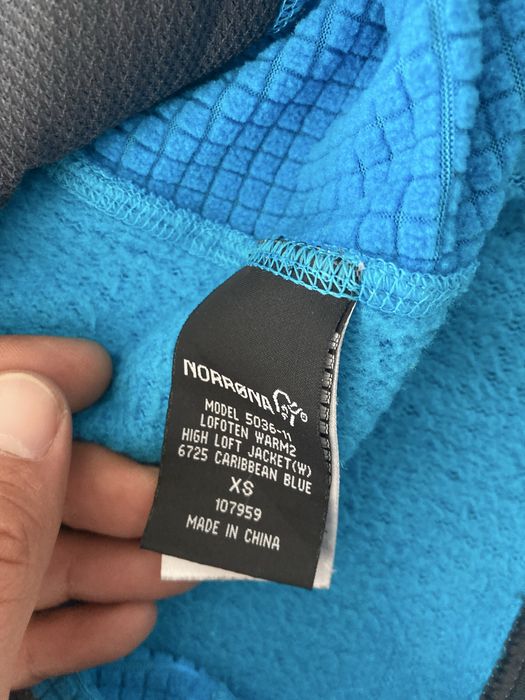 NORRØNA
MODEL 5036-11
LOFOTEN WARM2
HIGH LOFT JACKET(W)
6725 CARIBBEAN BLUE
XS
107959
MADE IN CHINA